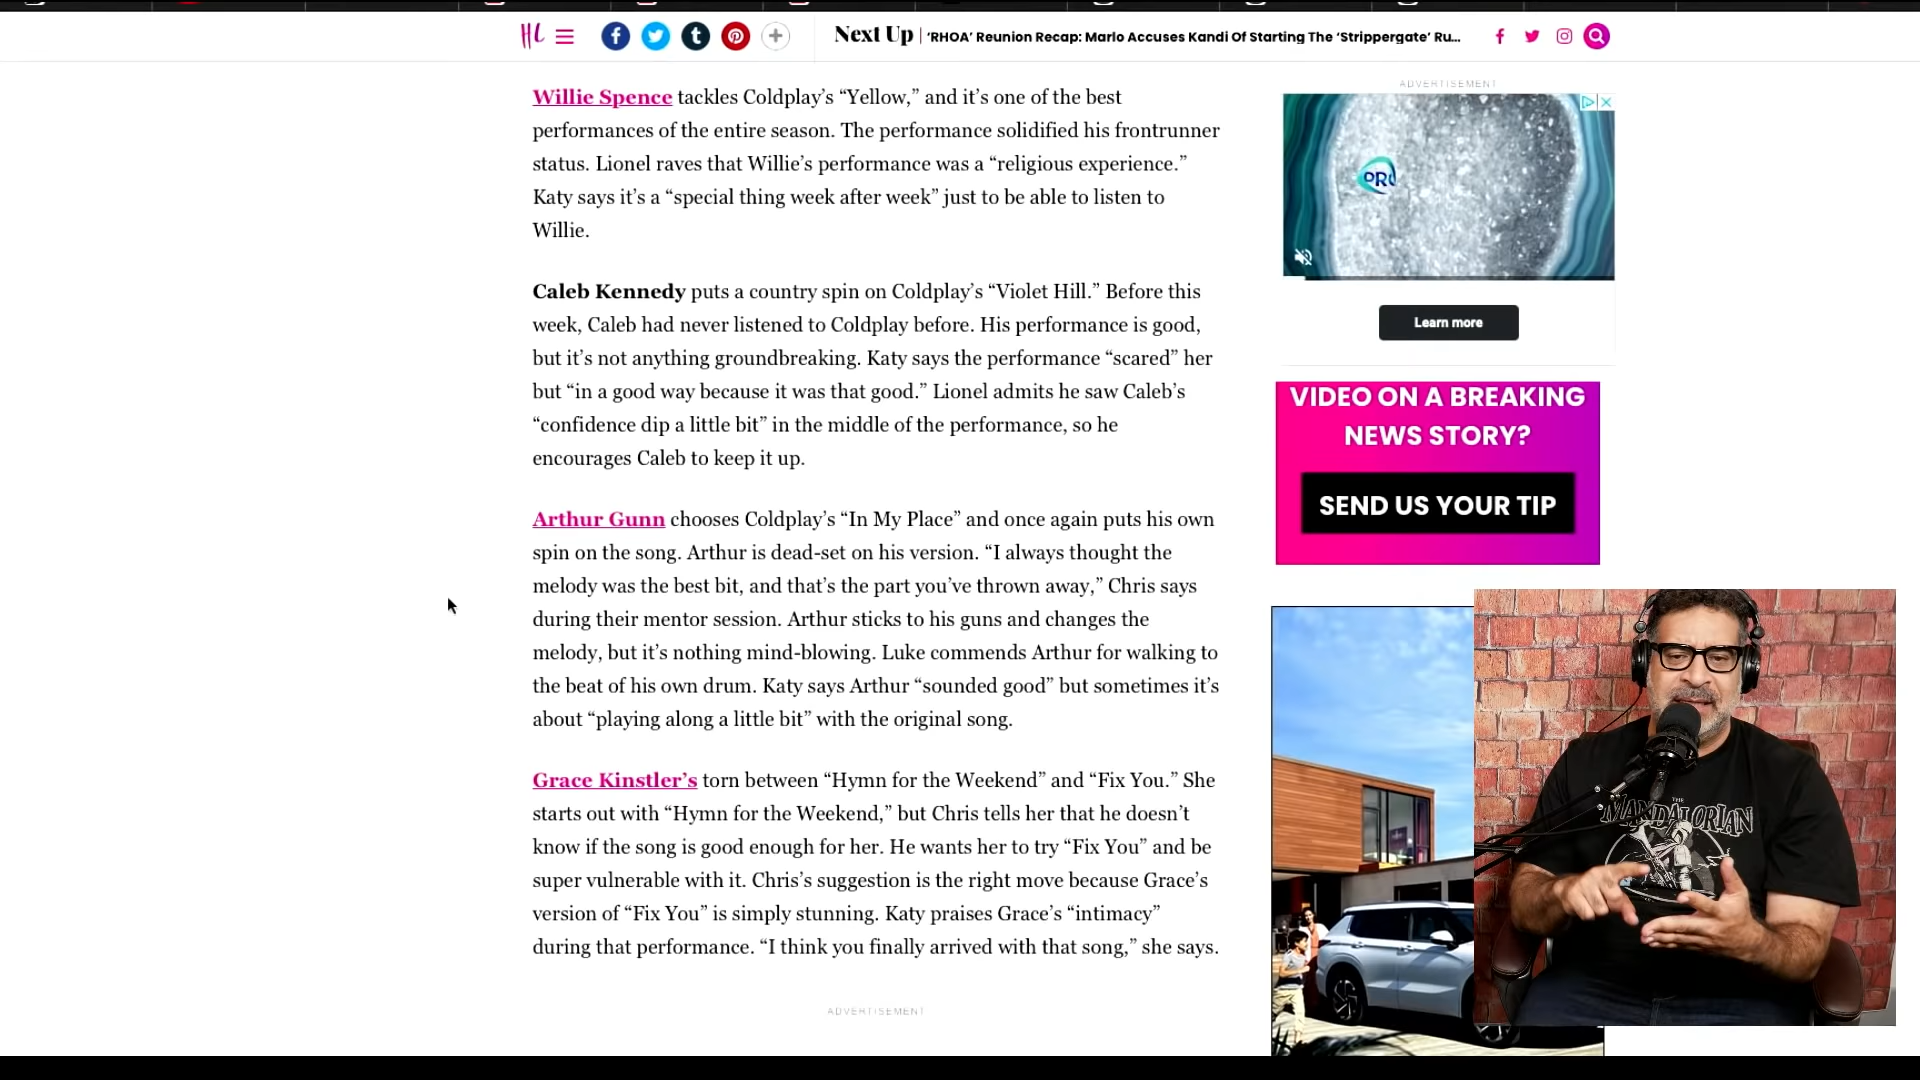 HL
Next Up | ‘RHOA’ Reunion Recap: Marlo Accuses Kandi Of Starting The ‘Strippergate’ Ru...
Willie Spence tackles Coldplay’s “Yellow,” and it’s one of the best
performances of the entire season. The performance solidified his frontrunner
status. Lionel raves that Willie’s performance was a “religious experience.”
Katy says it’s a “special thing week after week” just to be able to listen to
Willie.
Caleb Kennedy puts a country spin on Coldplay’s “Violet Hill.” Before this
week, Caleb had never listened to Coldplay before. His performance is good,
but it’s not anything groundbreaking. Katy says the performance “scared” her
but “in a good way because it was that good.” Lionel admits he saw Caleb’s
“confidence dip a little bit” in the middle of the performance, so he
encourages Caleb to keep it up.
Arthur Gunn chooses Coldplay’s “In My Place” and once again puts his own
spin on the song. Arthur is dead-set on his version. “I always thought the
melody was the best bit, and that’s the part you’ve thrown away,” Chris says
during their mentor session. Arthur sticks to his guns and changes the
melody, but it’s nothing mind-blowing. Luke commends Arthur for walking to
the beat of his own drum. Katy says Arthur “sounded good” but sometimes it’s
about “playing along a little bit” with the original song.
Grace Kinstler’s torn between “Hymn for the Weekend” and “Fix You.” She
starts out with “Hymn for the Weekend,” but Chris tells her that he doesn’t
know if the song is good enough for her. He wants her to try “Fix You” and be
super vulnerable with it. Chris’s suggestion is the right move because Grace’s
version of “Fix You” is simply stunning. Katy praises Grace’s “intimacy”
during that performance. “I think you finally arrived with that song,” she says.
ADVERTISEMENT
ADVERTISEMENT
Learn more
VIDEO ON A BREAKING
NEWS STORY?
SEND US YOUR TIP
THE
MANDALORIAN